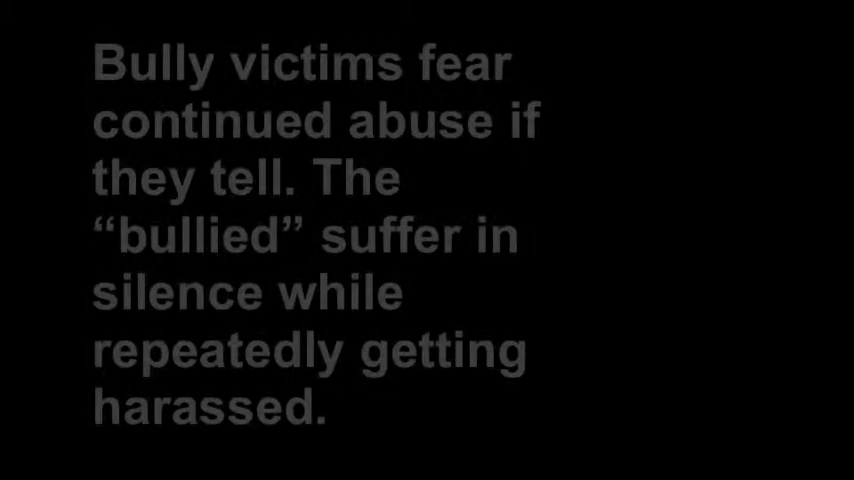 Bully victims fear
continued abuse if
they tell. The
“bullied” suffer in
silence while
repeatedly getting
harassed.